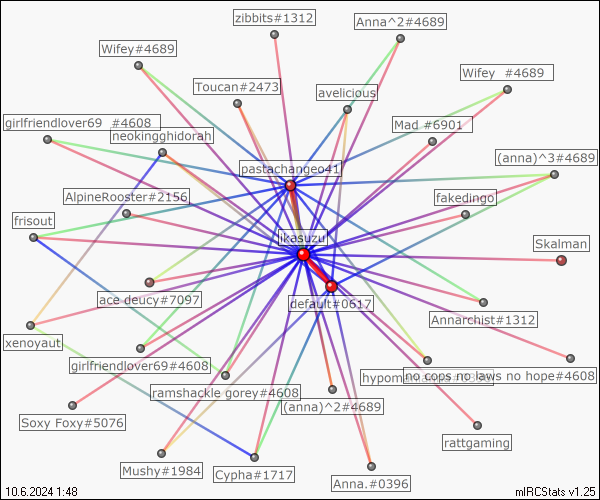 zibbits#1312
Anna^2#4689
Wifey#4689
Wifey  #4689
Toucan#2473
avelicious
girlfriendlover69  #4608
neokingghidorah
Mad #6901
pastachangeo41
(anna)^3#4689
AlpineRooster#2156
fakedingo
frisout
ikasuzu
Skalman
ace deucy#7097
default#0617
Annarchist#1312
xenoyaut
girlfriendlover69#4608
no cops no laws no hope#4608
ramshackle gorey#4608
(anna)^2#4689
Soxy Foxy#5076
rattgaming
Mushy#1984
Cypha#1717
Anna.#0396
10.6.2024 1:48
mIRCStats v1.25